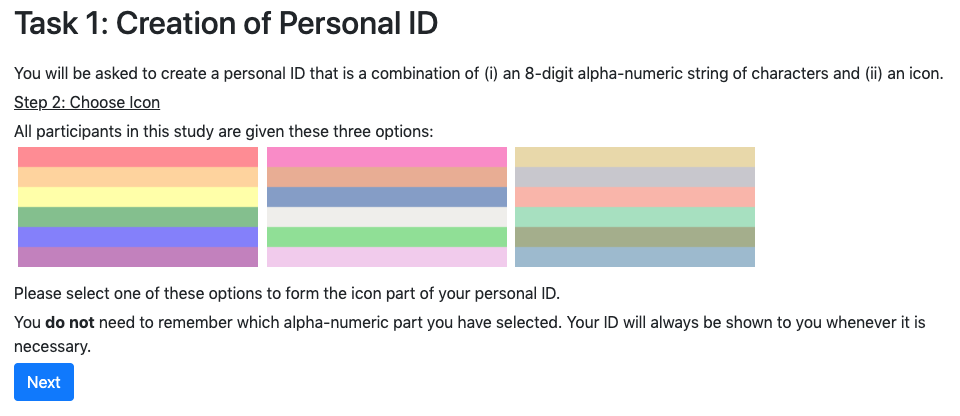 Task 1: Creation of Personal ID
You will be asked to create a personal ID that is a combination of (i) an 8-digit alpha-numeric string of characters and (ii) an icon.
Step 2: Choose Icon
All participants in this study are given these three options:
Please select one of these options to form the icon part of your personal ID.
You do not need to remember which alpha-numeric part you have selected. Your ID will always be shown to you whenever it is
necessary.
Next